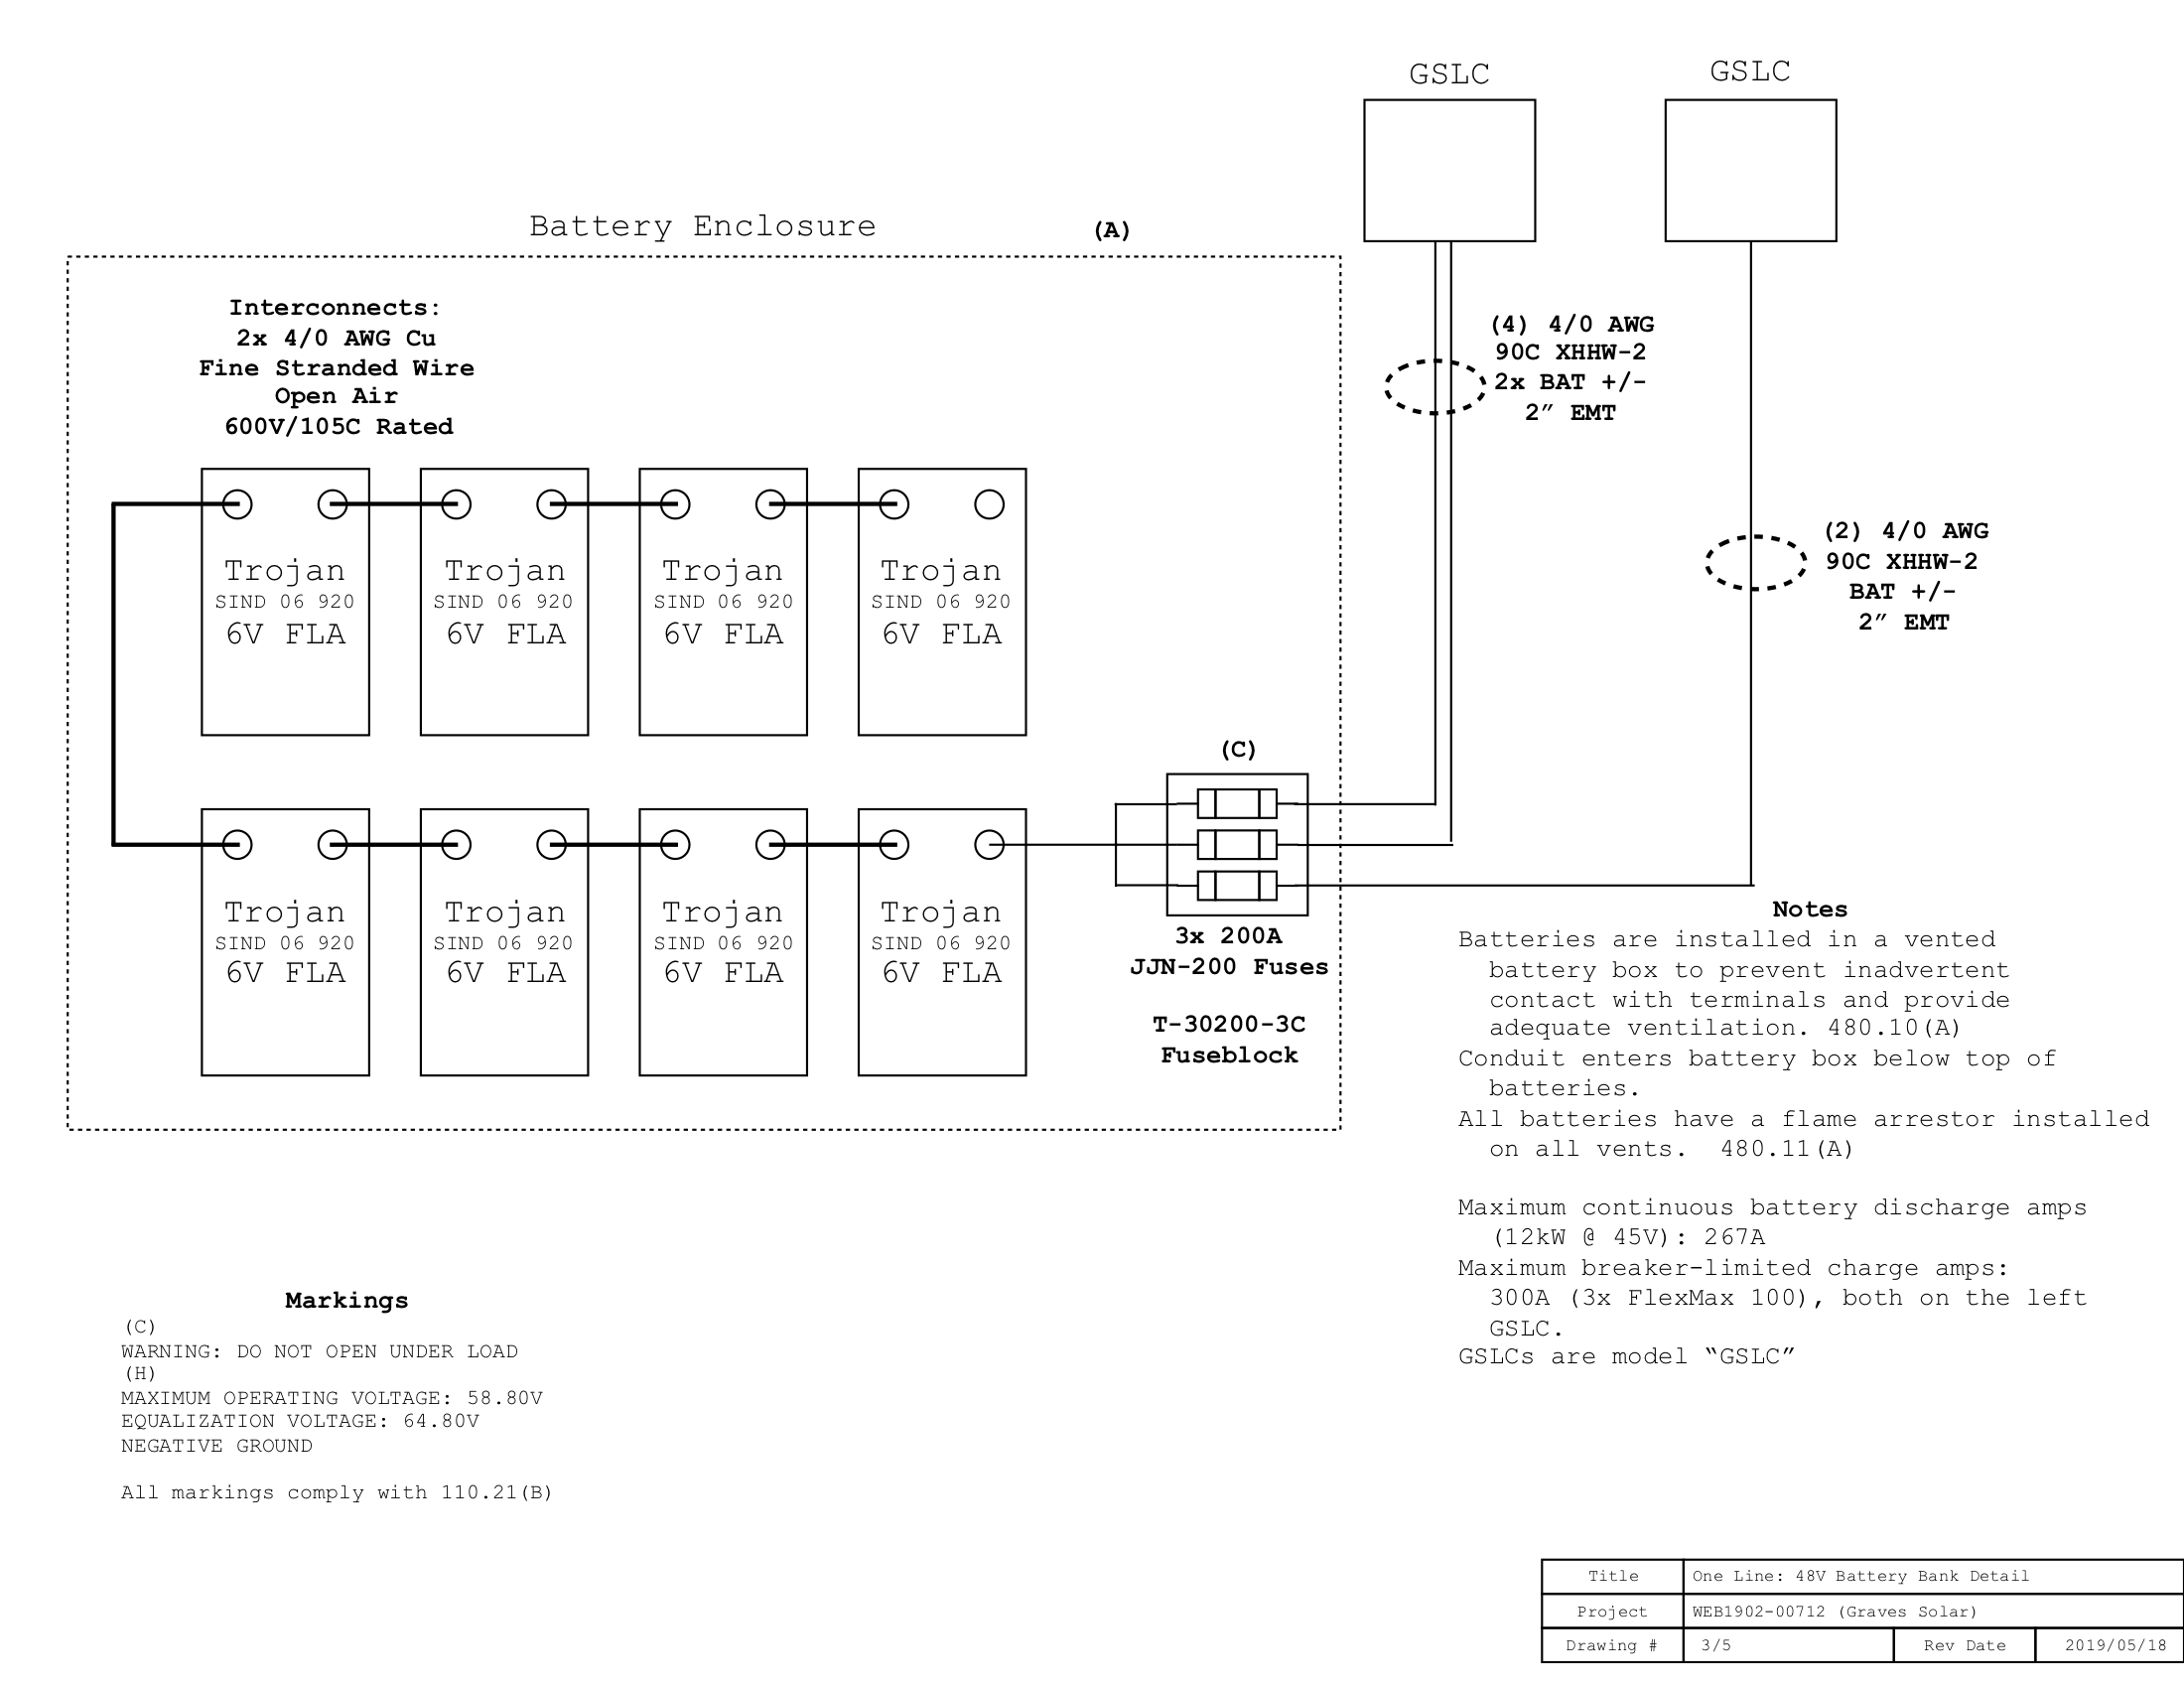 GSLC
GSLC
Battery Enclosure
(A)
Interconnects:
2x 4/0 AWG Cu
Fine Stranded Wire
Open Air
600V/105C Rated
(4) 4/0 AWG
90C XHHW-2
2x BAT +/-
2″ EMT
(2) 4/0 AWG
90C XHHW-2
BAT +/-
2″ EMT
Trojan
SIND 06 920
6V FLA
Trojan
SIND 06 920
6V FLA
Trojan
SIND 06 920
6V FLA
Trojan
SIND 06 920
6V FLA
(C)
Trojan
SIND 06 920
6V FLA
Trojan
SIND 06 920
6V FLA
Trojan
SIND 06 920
6V FLA
Trojan
SIND 06 920
6V FLA
3x 200A
JJN-200 Fuses
T-30200-3C
Fuseblock
Notes
Batteries are installed in a vented
battery box to prevent inadvertent
contact with terminals and provide
adequate ventilation. 480.10(A)
Conduit enters battery box below top of
batteries.
All batteries have a flame arrestor installed
on all vents.  480.11(A)
Maximum continuous battery discharge amps
(12kW @ 45V): 267A
Maximum breaker-limited charge amps:
300A (3x FlexMax 100), both on the left
GSLC.
GSLCs are model “GSLC”
Markings
(C)
WARNING: DO NOT OPEN UNDER LOAD
(H)
MAXIMUM OPERATING VOLTAGE: 58.80V
EQUALIZATION VOLTAGE: 64.80V
NEGATIVE GROUND
All markings comply with 110.21(B)
Title One Line: 48V Battery Bank Detail
Project WEB1902-00712 (Graves Solar)
Drawing # 3/5 Rev Date 2019/05/18